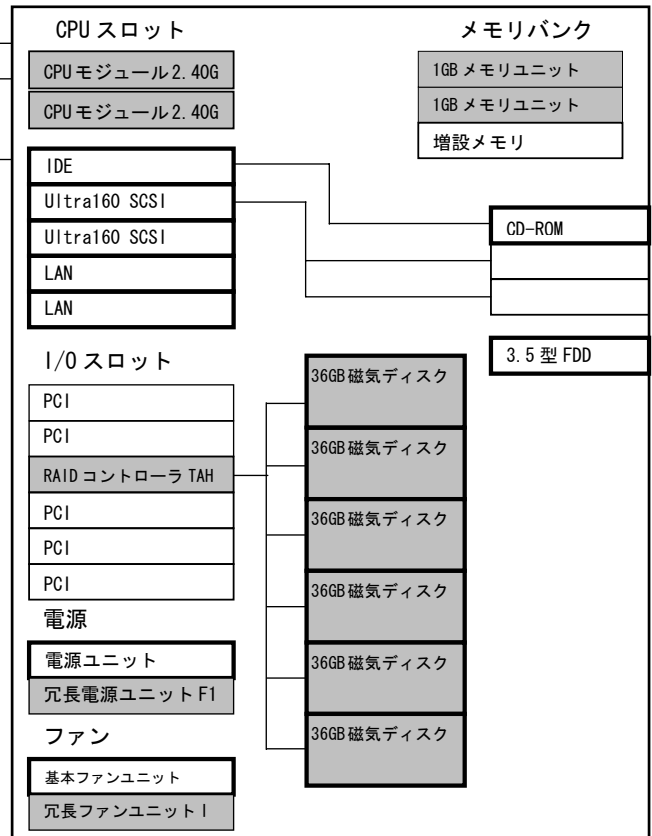 CPU スロット
CPU モジュール 2.40G
CPU モジュール 2.40G
メモリバンク
1GB メモリユニット
1GB メモリユニット
増設メモリ
IDE
Ultra160 SCSI
Ultra160 SCSI
LAN
LAN
CD-ROM
3.5 型 FDD
I/O スロット
PCI
PCI
RAID コントローラ TAH
PCI
PCI
PCI
36GB 磁気ディスク
36GB 磁気ディスク
36GB 磁気ディスク
36GB 磁気ディスク
36GB 磁気ディスク
36GB 磁気ディスク
電源
電源ユニット
冗長電源ユニット F1
ファン
基本ファンユニット
冗長ファンユニット I